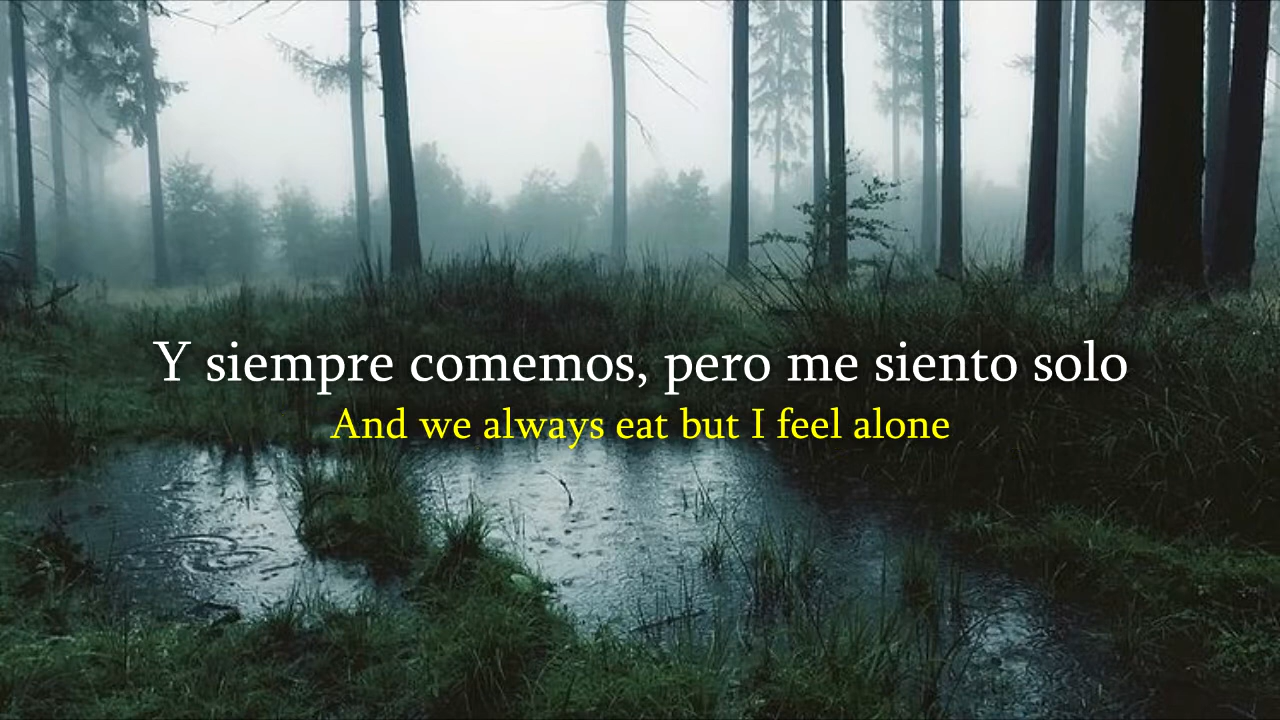 Y siempre comemos, pero me siento solo
And we always eat but I feel alone